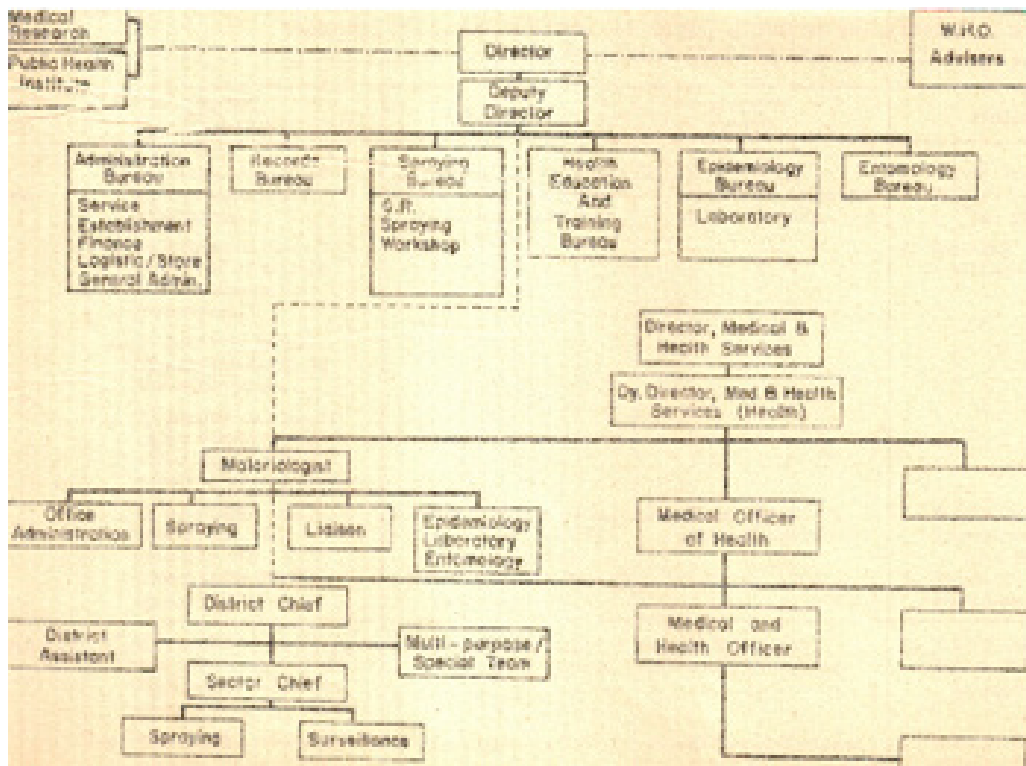 Medical
Research
Public Health
Institute
Director
W.H.O.
Advisers
Deputy
Director
Administration
Bureau
Service
Establishment
Finance
Logistic / Store
General Admin.
Records
Bureau
Spraying
Bureau
Spraying
Workshop
Health
Education
And
Training
Bureau
Epidemiology
Bureau
Laboratory
Entomology
Bureau
Director, Medical &
Health Services
Dy. Director, Med & Health
Services (Health)
Malariologist
Office
Administration
Spraying
Liaison
Epidemiology
Laboratory
Entomology
Medical Officer
of Health
District Chief
District
Assistant
Multi-purpose /
Special Team
Medical and
Health Officer
Sector Chief
Spraying
Surveillance